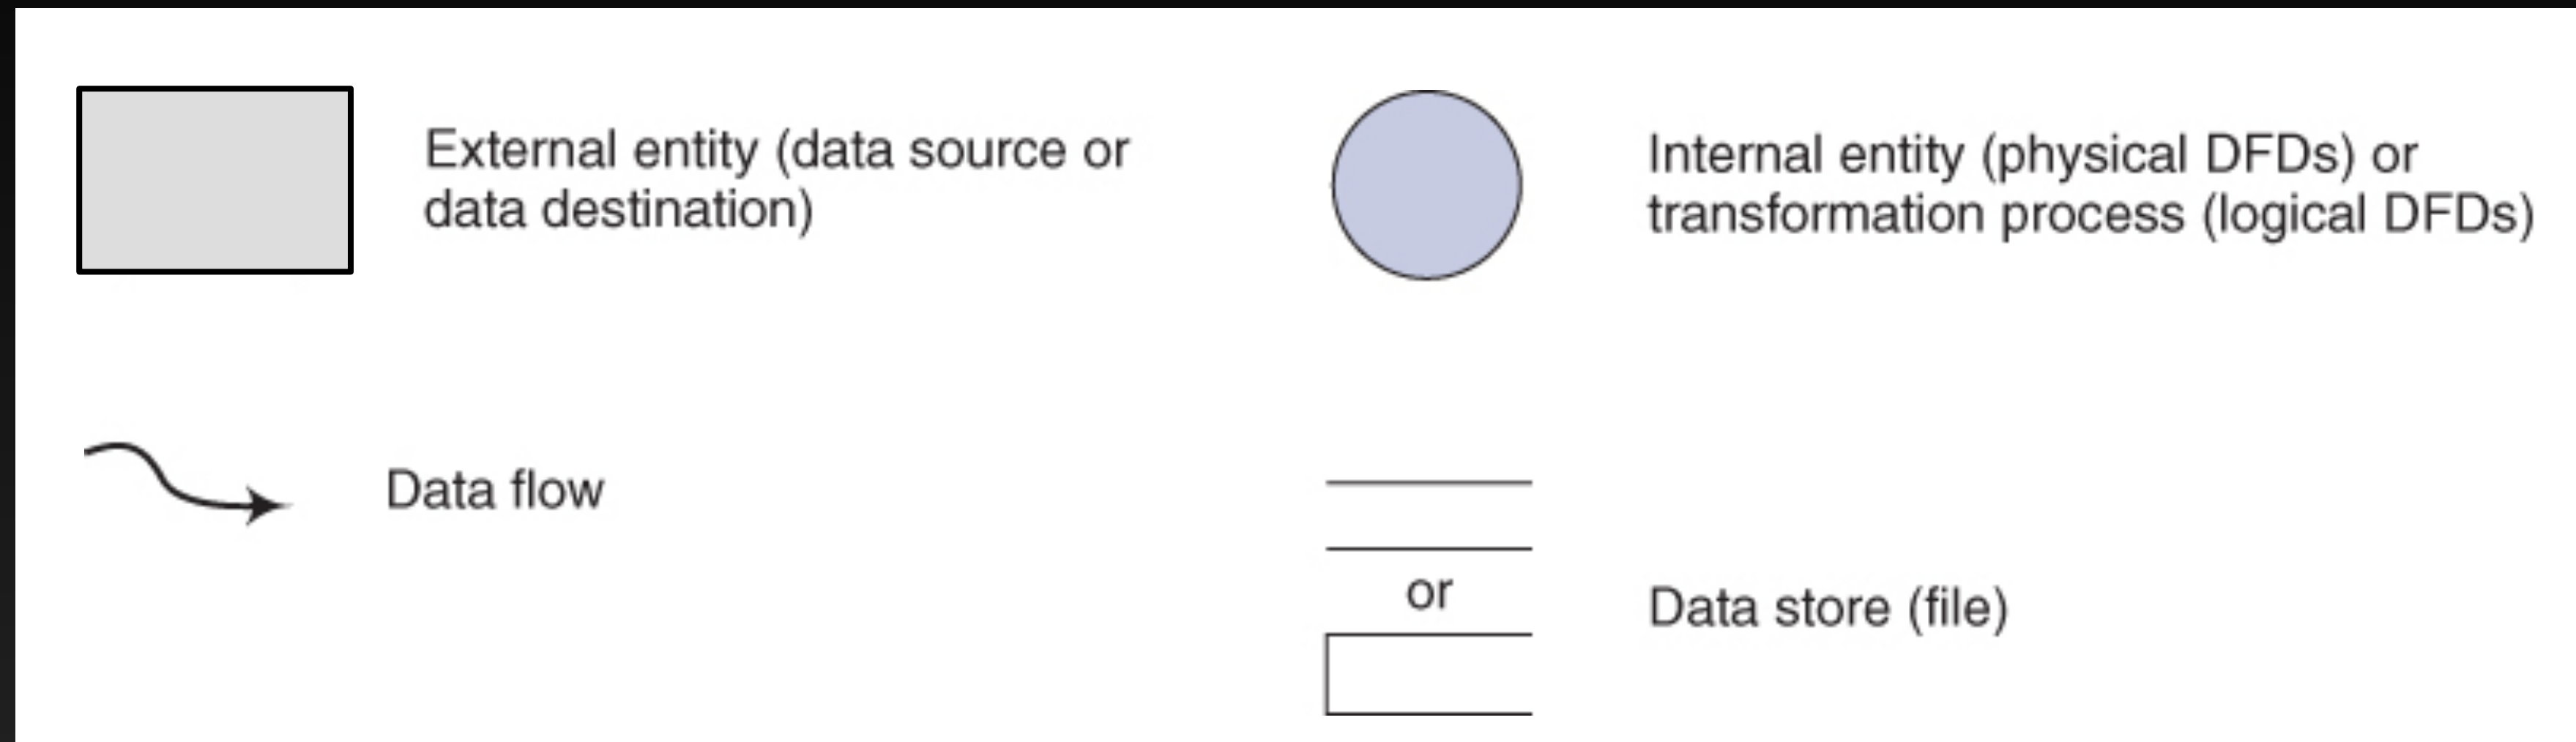 External entity (data source or
data destination)
Internal entity (physical DFDs) or
transformation process (logical DFDs)
Data flow
or
Data store (file)